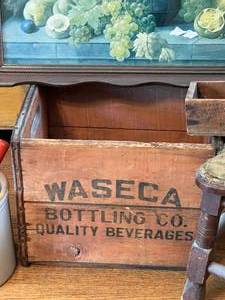 WASECA
BOTTLING CO.
QUALITY BEVERAGES